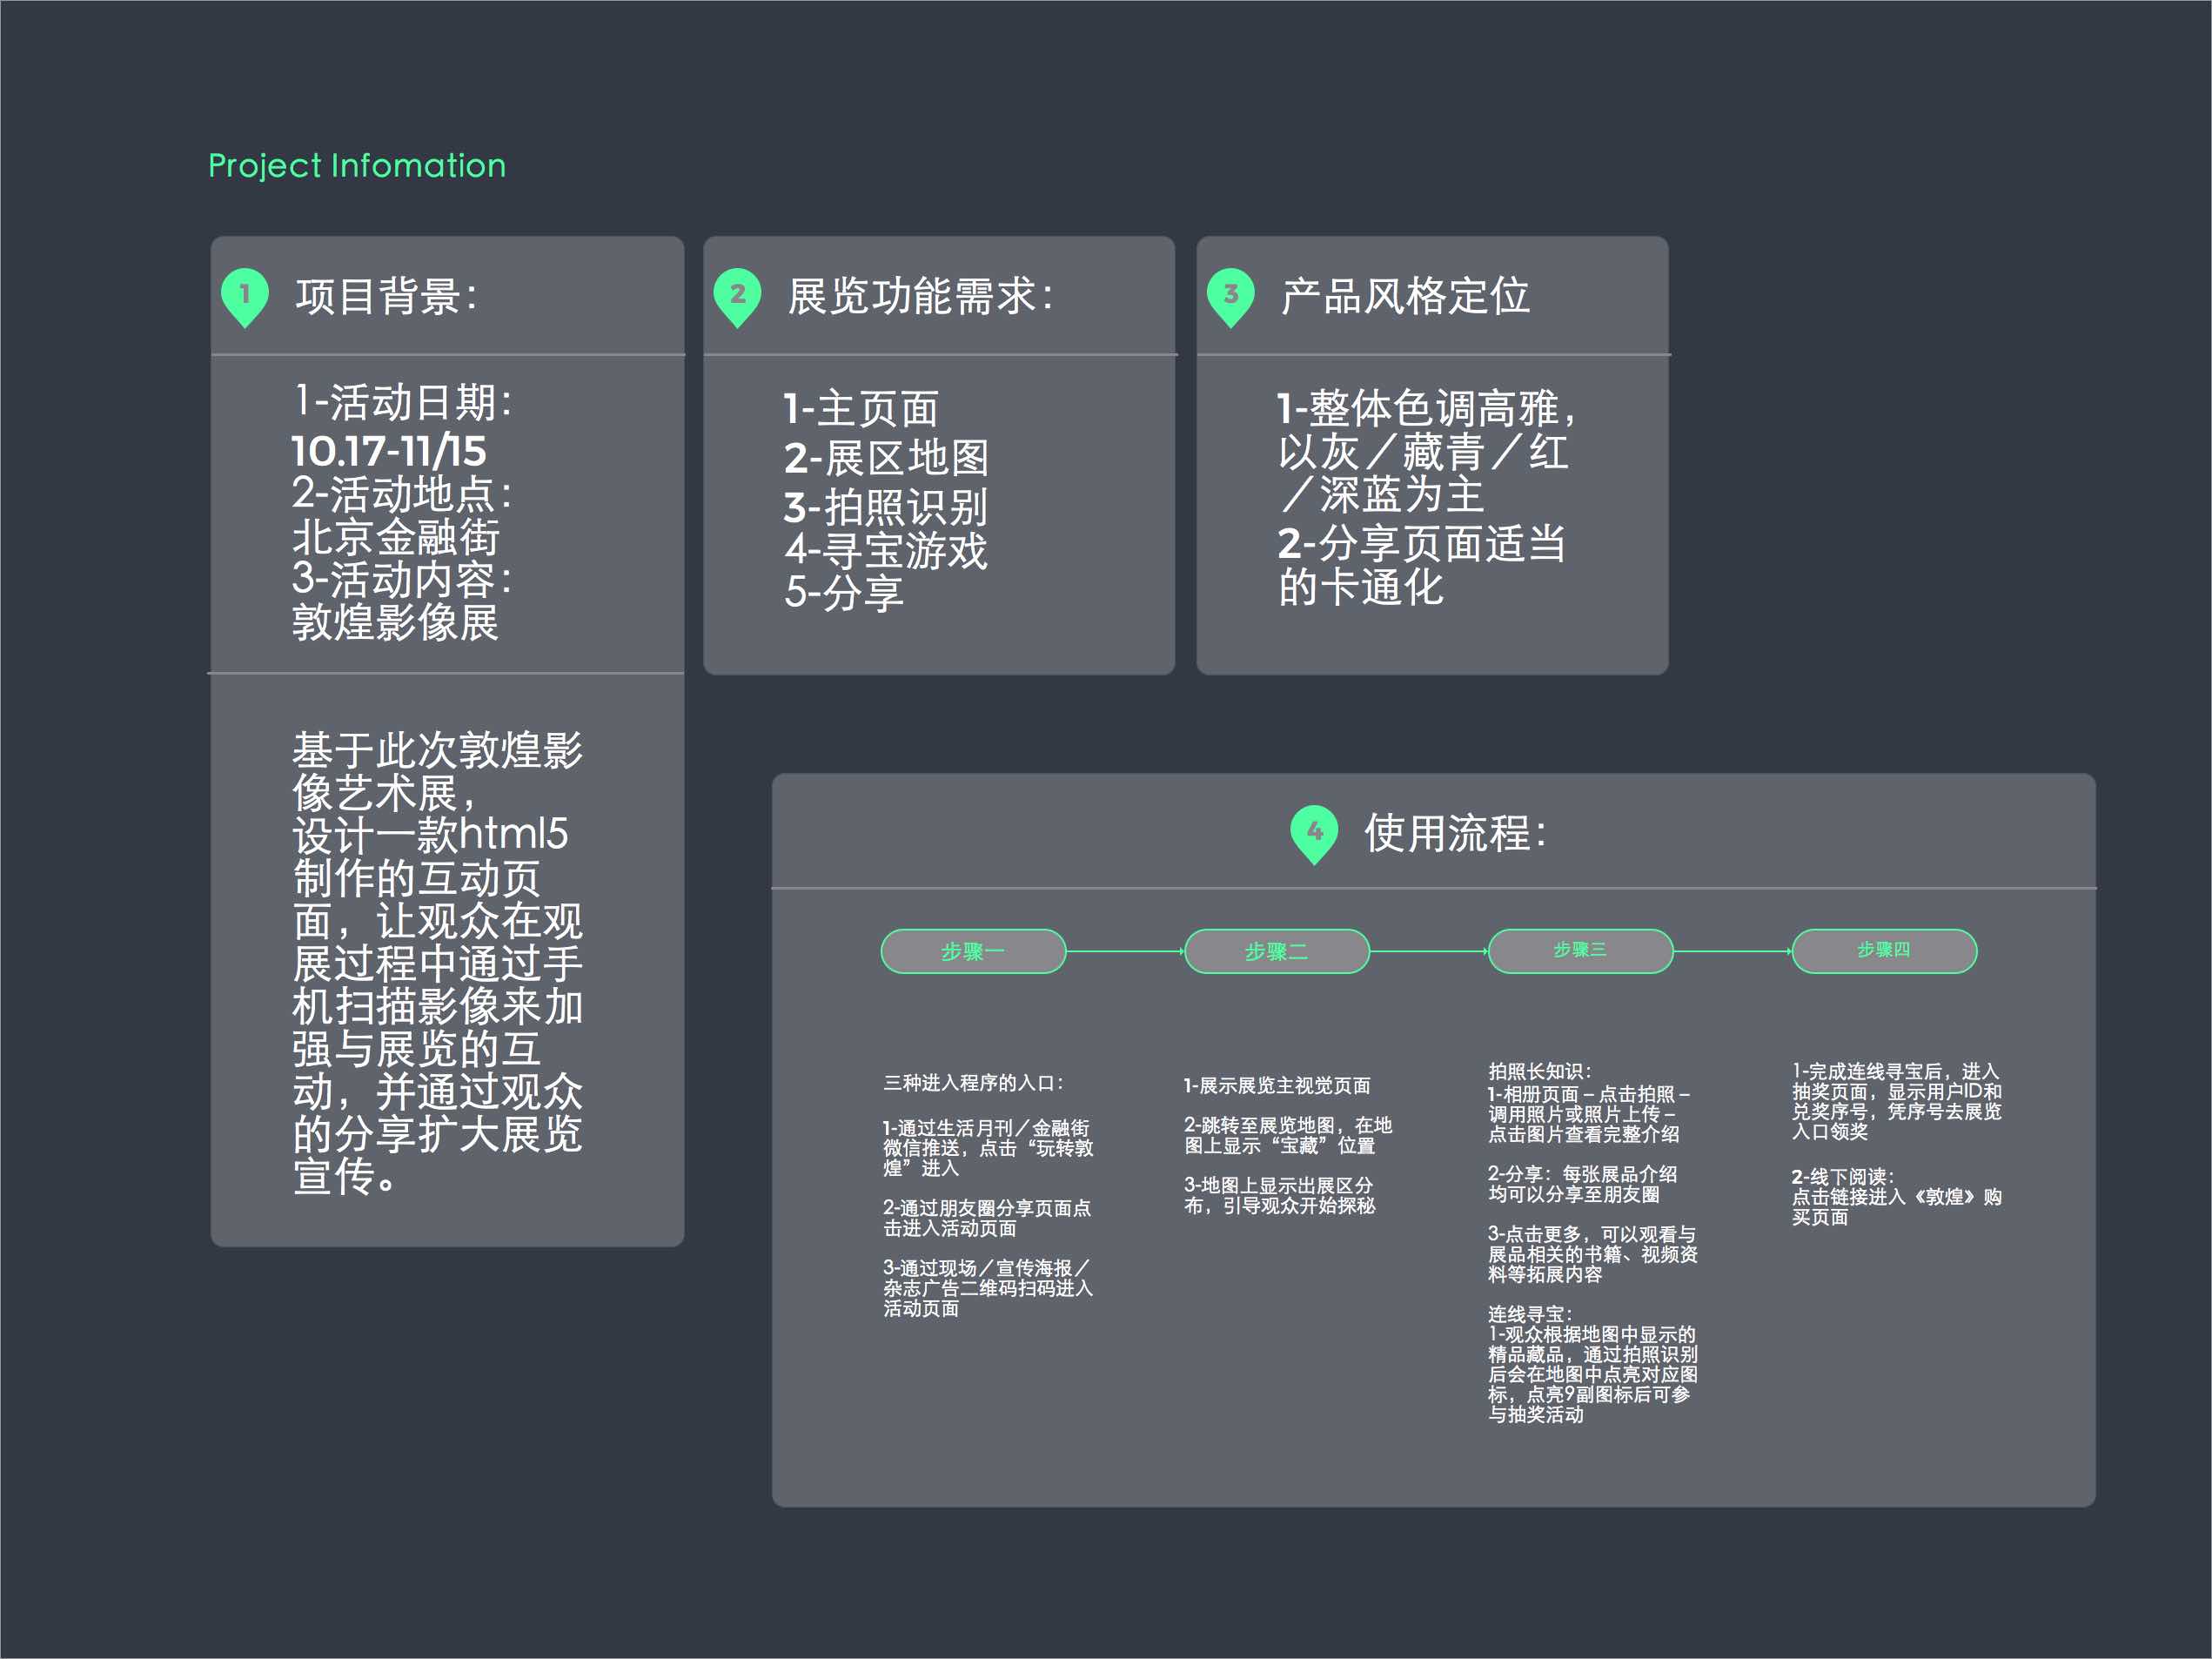 Project Infomation
1
项目背景：
1-活动日期：
10.17-11/15
2-活动地点：
北京金融街
3-活动内容：
敦煌影像展
基于此次敦煌影
像艺术展，
设计一款html5
制作的互动页
面，让观众在观
展过程中通过手
机扫描影像来加
强与展览的互
动，并通过观众
的分享扩大展览
宣传。
2
展览功能需求：
1-主页面
2-展区地图
3-拍照识别
4-寻宝游戏
5-分享
3
产品风格定位
1-整体色调高雅，
以灰／藏青／红
／深蓝为主
2-分享页面适当
的卡通化
4
使用流程：
步骤一
三种进入程序的入口：
1-通过生活月刊／金融街
微信推送，点击“玩转敦
煌”进入
2-通过朋友圈分享页面点
击进入活动页面
3-通过现场／宣传海报／
杂志广告二维码扫码进入
活动页面
步骤二
1-展示展览主视觉页面
2-跳转至展览地图，在地
图上显示“宝藏”位置
3-地图上显示出展区分
布，引导观众开始探秘
步骤三
拍照长知识：
1-相册页面－点击拍照－
调用照片或照片上传－
点击图片查看完整介绍
2-分享：每张展品介绍
均可以分享至朋友圈
3-点击更多，可以观看与
展品相关的书籍、视频资
料等拓展内容
连线寻宝：
1-观众根据地图中显示的
精品藏品，通过拍照识别
后会在地图中点亮对应图
标，点亮9副图标后可参
与抽奖活动
步骤四
1-完成连线寻宝后，进入
抽奖页面，显示用户ID和
兑奖序号，凭序号去展览
入口领奖
2-线下阅读：
点击链接进入《敦煌》购
买页面